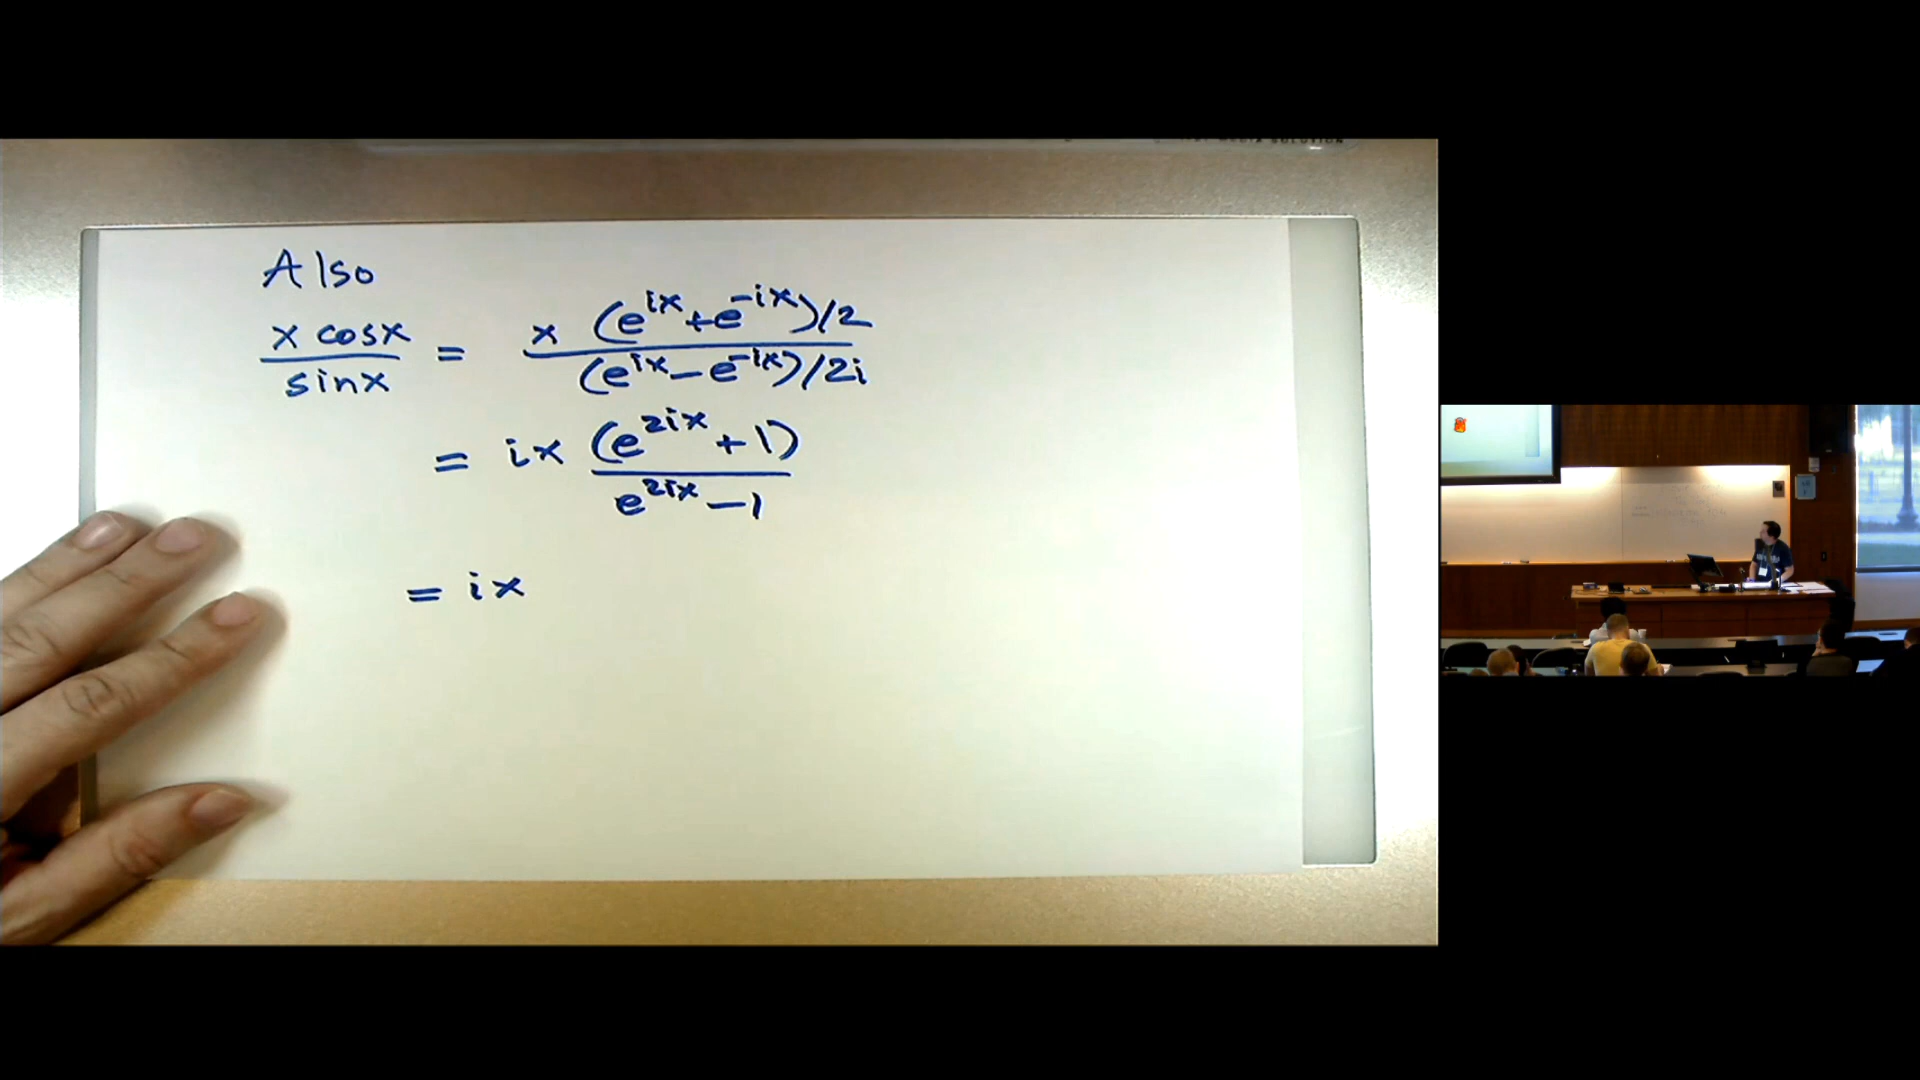 Also
x cosx / sinx = x (e^{ix}+e^{-ix})/2 / (e^{ix}-e^{-ix})/2i
= ix (e^{2ix}+1) / e^{2ix}-1
= ix